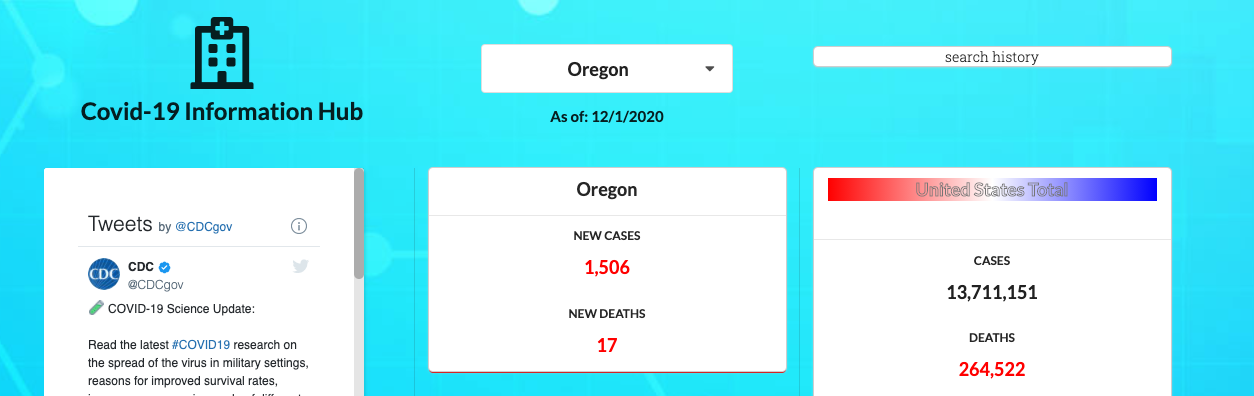 Covid-19 Information Hub
Oregon
As of: 12/1/2020
search history
Tweets by @CDCgov
CDC
CDC
@CDCgov
COVID-19 Science Update:
Read the latest #COVID19 research on
the spread of the virus in military settings,
reasons for improved survival rates,
Oregon
NEW CASES
1,506
NEW DEATHS
17
United States Total
CASES
13,711,151
DEATHS
264,522